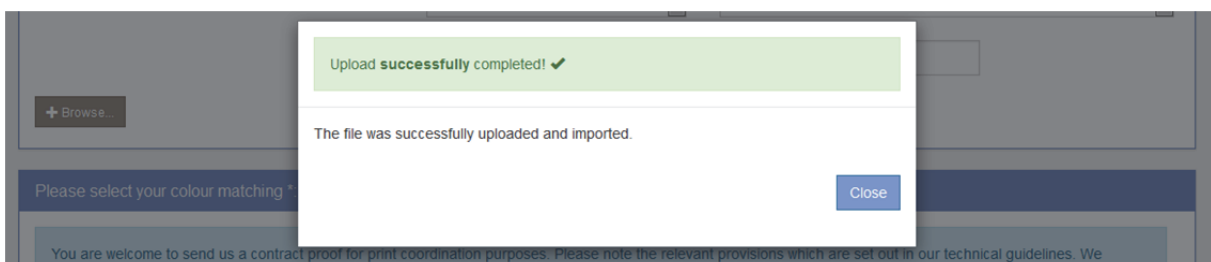 Upload successfully completed! ✔
+ Browse...
The file was successfully uploaded and imported.
Please select your colour matching *
Close
You are welcome to send us a contract proof for print coordination purposes. Please note the relevant provisions which are set out in our technical guidelines. We